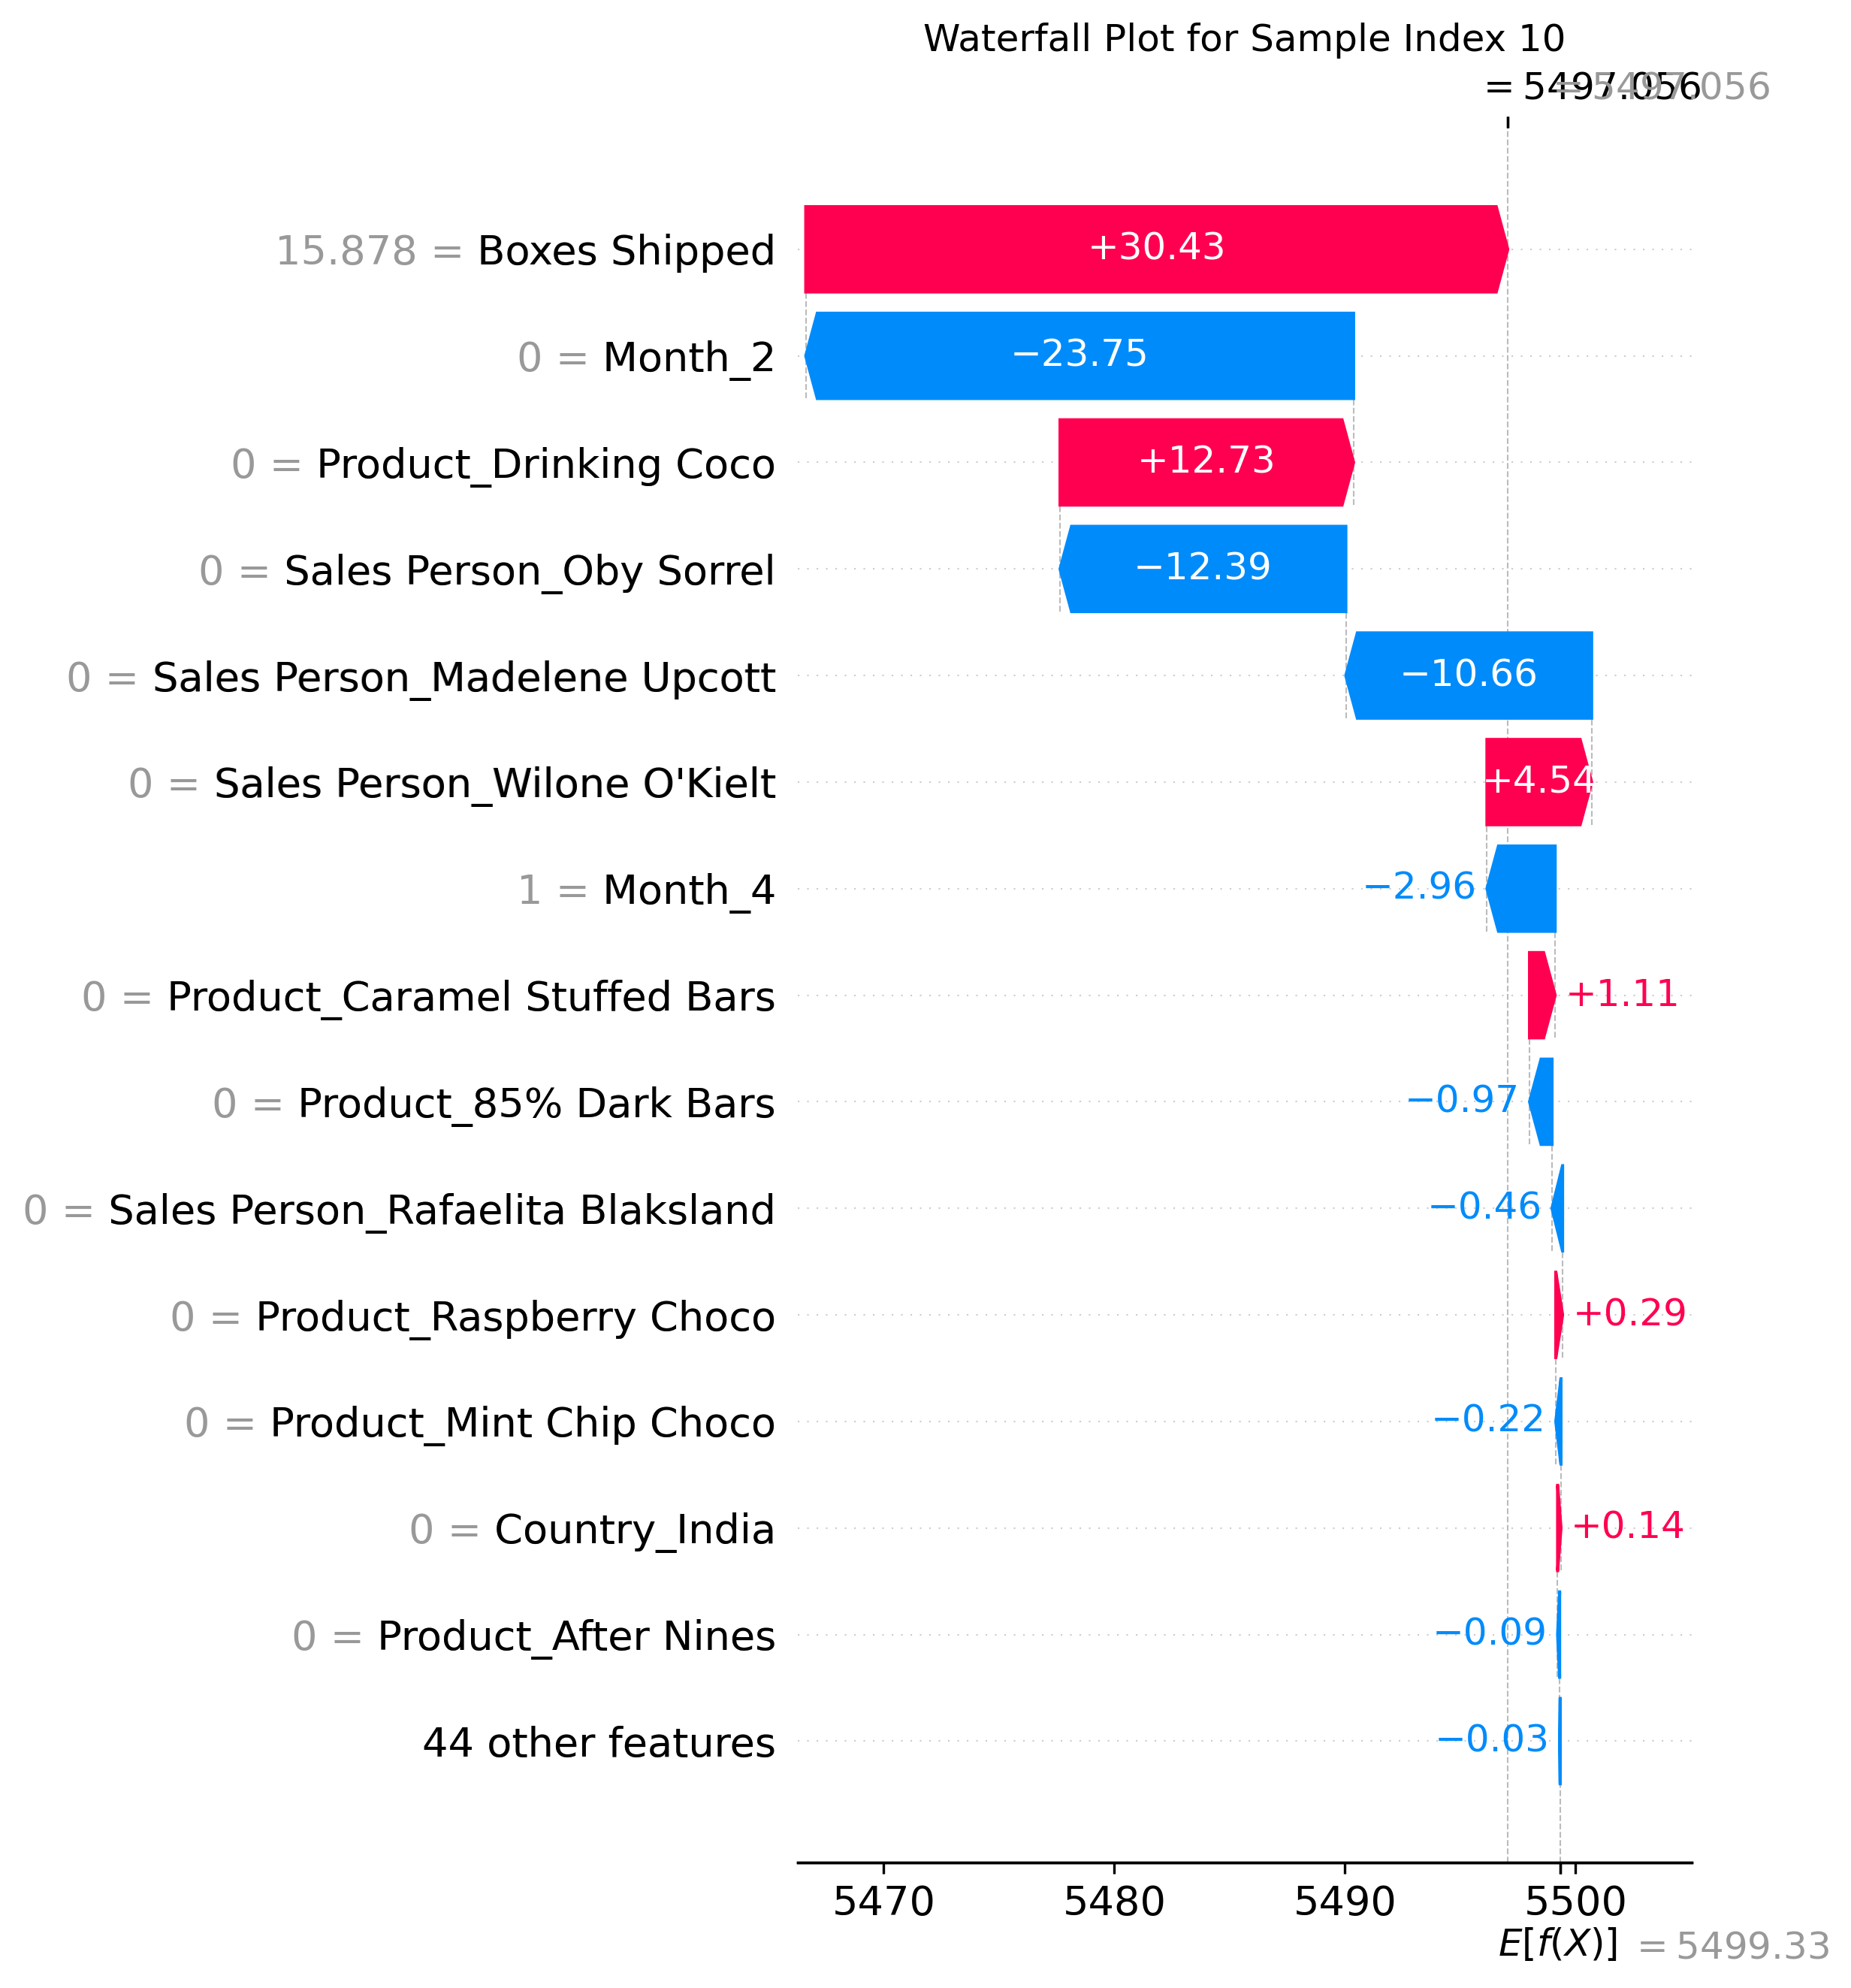 Waterfall Plot for Sample Index 10
= 5497.056 = 5497.056
15.878 = Boxes Shipped +30.43
0 = Month_2 −23.75
0 = Product_Drinking Coco +12.73
0 = Sales Person_Oby Sorrel −12.39
0 = Sales Person_Madelene Upcott −10.66
0 = Sales Person_Wilone O'Kielt +4.54
1 = Month_4 −2.96
0 = Product_Caramel Stuffed Bars +1.11
0 = Product_85% Dark Bars −0.97
0 = Sales Person_Rafaelita Blaksland −0.46
0 = Product_Raspberry Choco +0.29
0 = Product_Mint Chip Choco −0.22
0 = Country_India +0.14
0 = Product_After Nines −0.09
44 other features −0.03
5470 5480 5490 5500
E[f(X)] = 5499.33